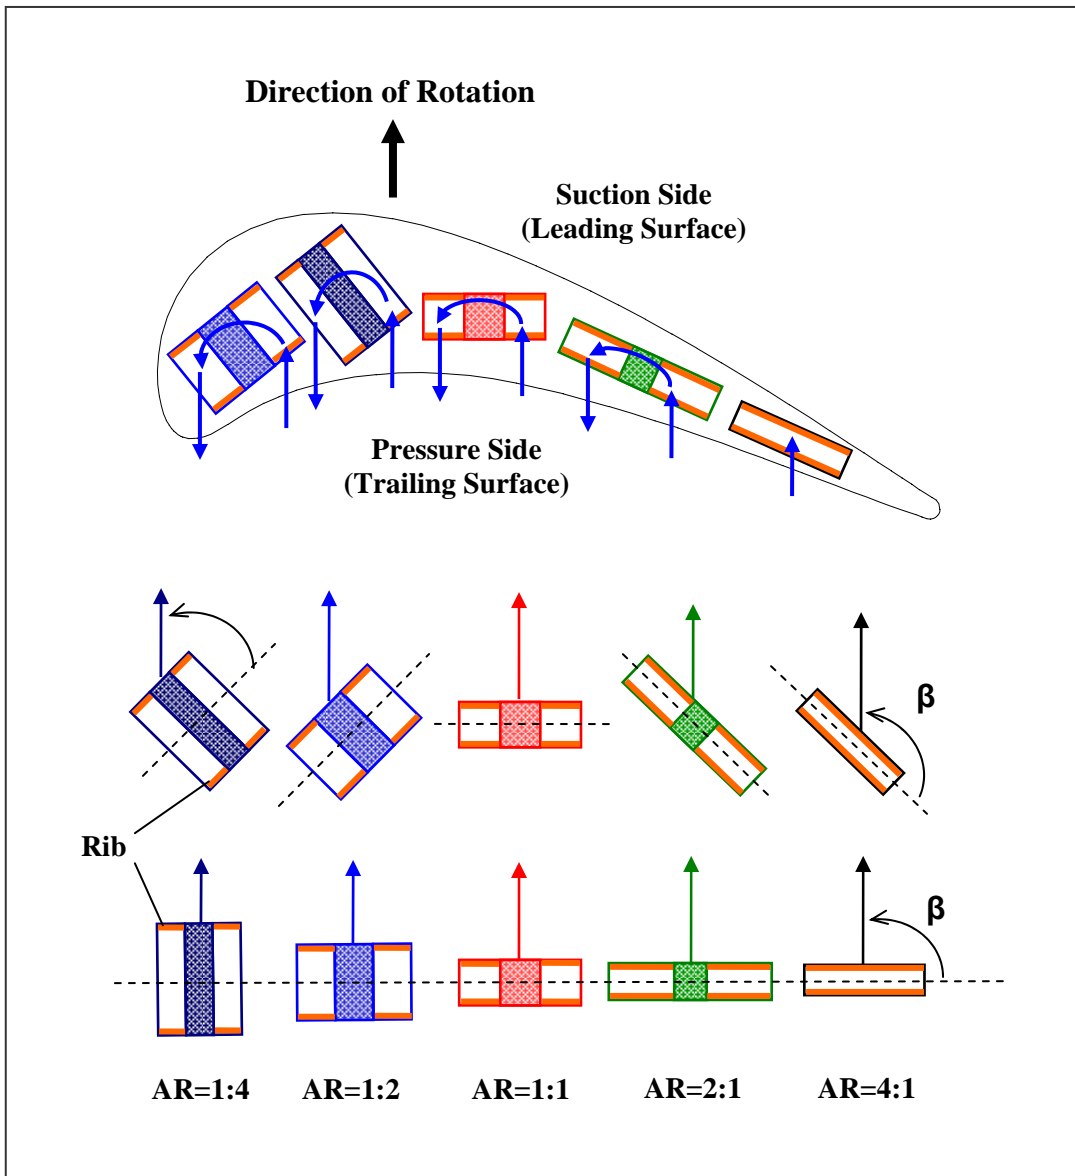 Direction of Rotation
Suction Side
(Leading Surface)
Pressure Side
(Trailing Surface)
β
Rib
β
AR=1:4 AR=1:2 AR=1:1 AR=2:1 AR=4:1